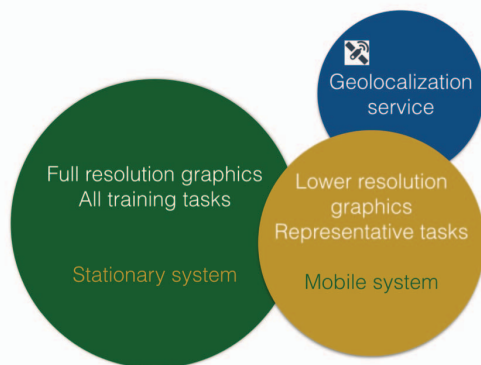 Geolocalization
service
Full resolution graphics
All training tasks
Stationary system
Lower resolution
graphics
Representative tasks
Mobile system